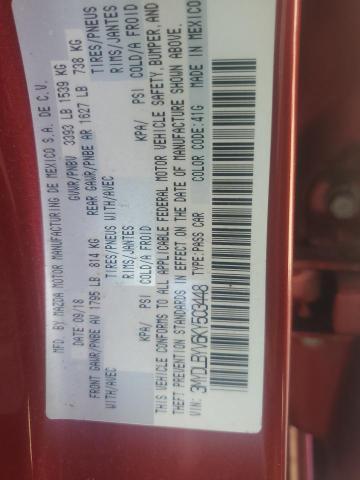 MFD. BY MAZDA MOTOR MANUFACTURING DE MEXICO S.A. DE C.V.
DATE 09/18 GVWR/PNBV 3393 LB 1539 KG
FRONT GAWR/PNBE AV 1795 LB 814 KG REAR GAWR/PNBE AR 1627 LB 738 KG
WITH/AVEC TIRES/PNEUS WITH/AVEC TIRES/PNEUS
RIMS/JANTES RIMS/JANTES
KPA/ PSI COLD/A FROID KPA/ PSI COLD/A FROID
THIS VEHICLE CONFORMS TO ALL APPLICABLE FEDERAL MOTOR VEHICLE SAFETY, BUMPER, AND
THEFT PREVENTION STANDARDS IN EFFECT ON THE DATE OF MANUFACTURE SHOWN ABOVE.
VIN: 3MYDLBYV6KY503448 TYPE:PASS CAR COLOR CODE:41G MADE IN MEXICO